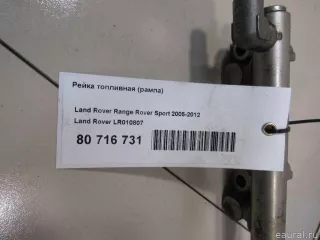 Рейка топливная (рампа)
Land Rover Range Rover Sport 2005-2012
Land Rover LR010807
80 716 731
© eaural.ru